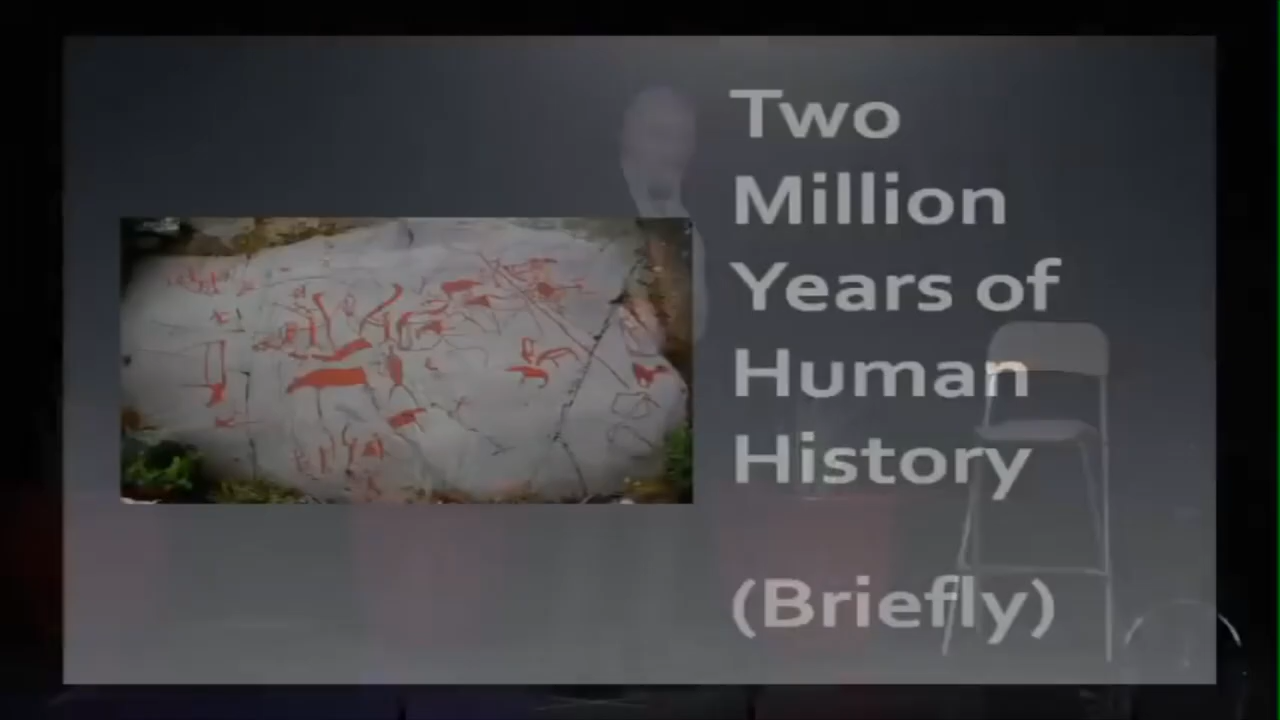 Two
Million
Years of
Human
History
(Briefly)